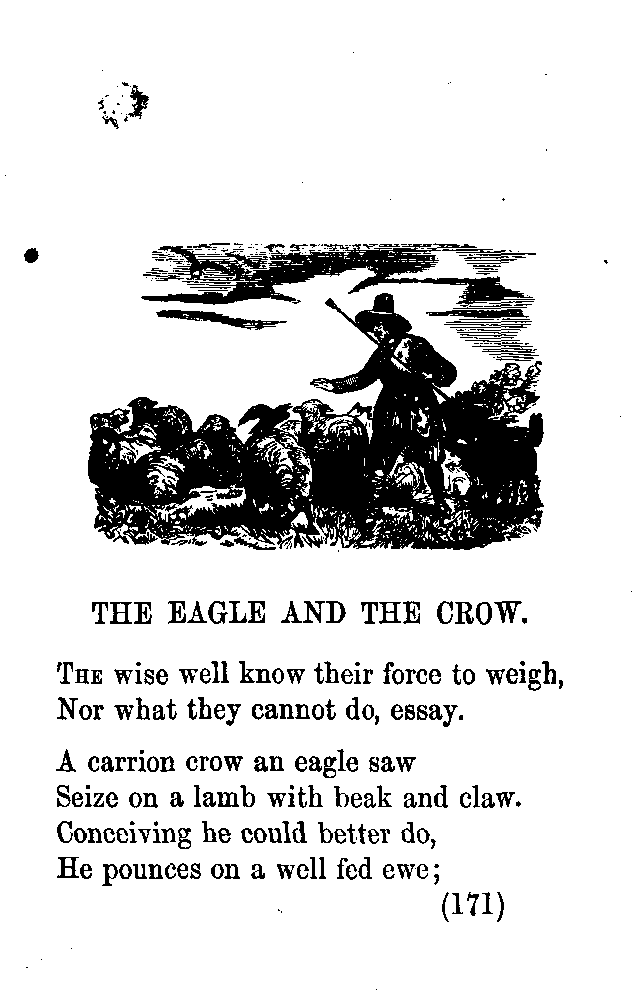 THE EAGLE AND THE CROW.
THE wise well know their force to weigh,
Nor what they cannot do, essay.
A carrion crow an eagle saw
Seize on a lamb with beak and claw.
Conceiving he could better do,
He pounces on a well fed ewe;
(171)